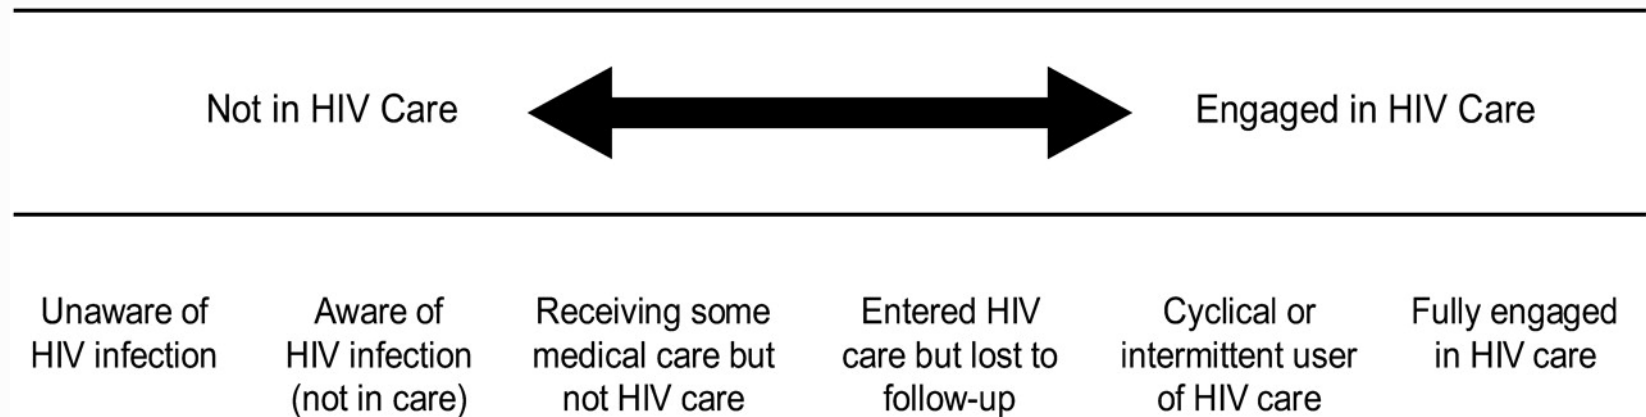 Not in HIV Care
Engaged in HIV Care
Unaware of
HIV infection
Aware of
HIV infection
(not in care)
Receiving some
medical care but
not HIV care
Entered HIV
care but lost to
follow-up
Cyclical or
intermittent user
of HIV care
Fully engaged
in HIV care